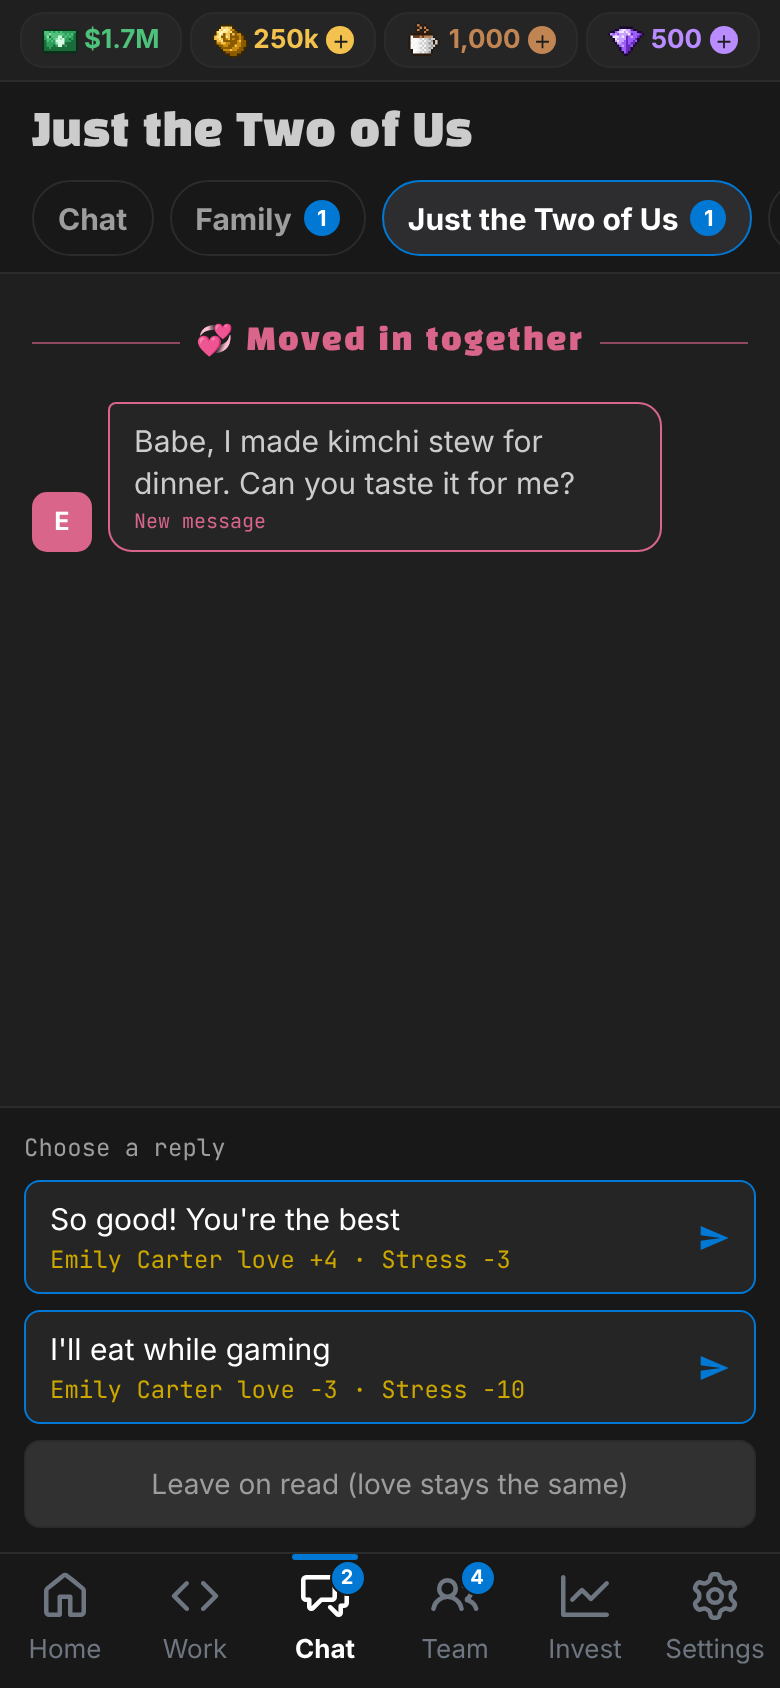 $1.7M 250k + 1,000 + 500 +
Just the Two of Us
Chat Family 1 Just the Two of Us 1
Moved in together
Babe, I made kimchi stew for
dinner. Can you taste it for me?
New message
E
Choose a reply
So good! You're the best
Emily Carter love +4 · Stress -3
I'll eat while gaming
Emily Carter love -3 · Stress -10
Leave on read (love stays the same)
2 4
Home Work Chat Team Invest Settings